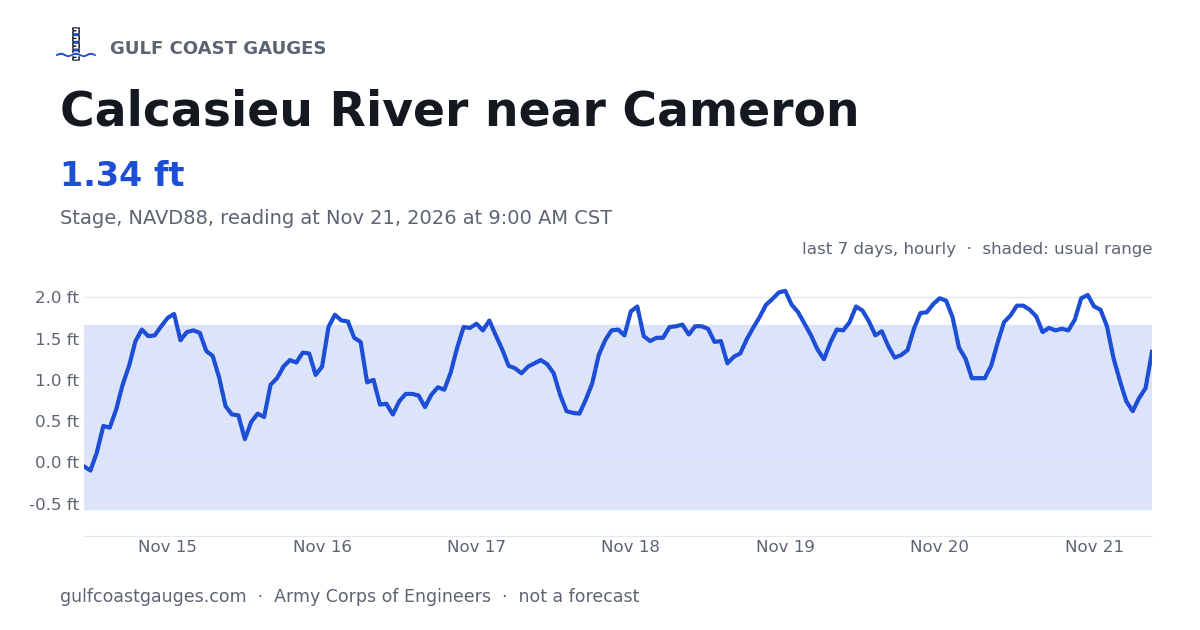 GULF COAST GAUGES
Calcasieu River near Cameron
1.34 ft
Stage, NAVD88, reading at Nov 21, 2026 at 9:00 AM CST
last 7 days, hourly · shaded: usual range
2.0 ft
1.5 ft
1.0 ft
0.5 ft
0.0 ft
-0.5 ft
Nov 15 Nov 16 Nov 17 Nov 18 Nov 19 Nov 20 Nov 21
gulfcoastgauges.com · Army Corps of Engineers · not a forecast